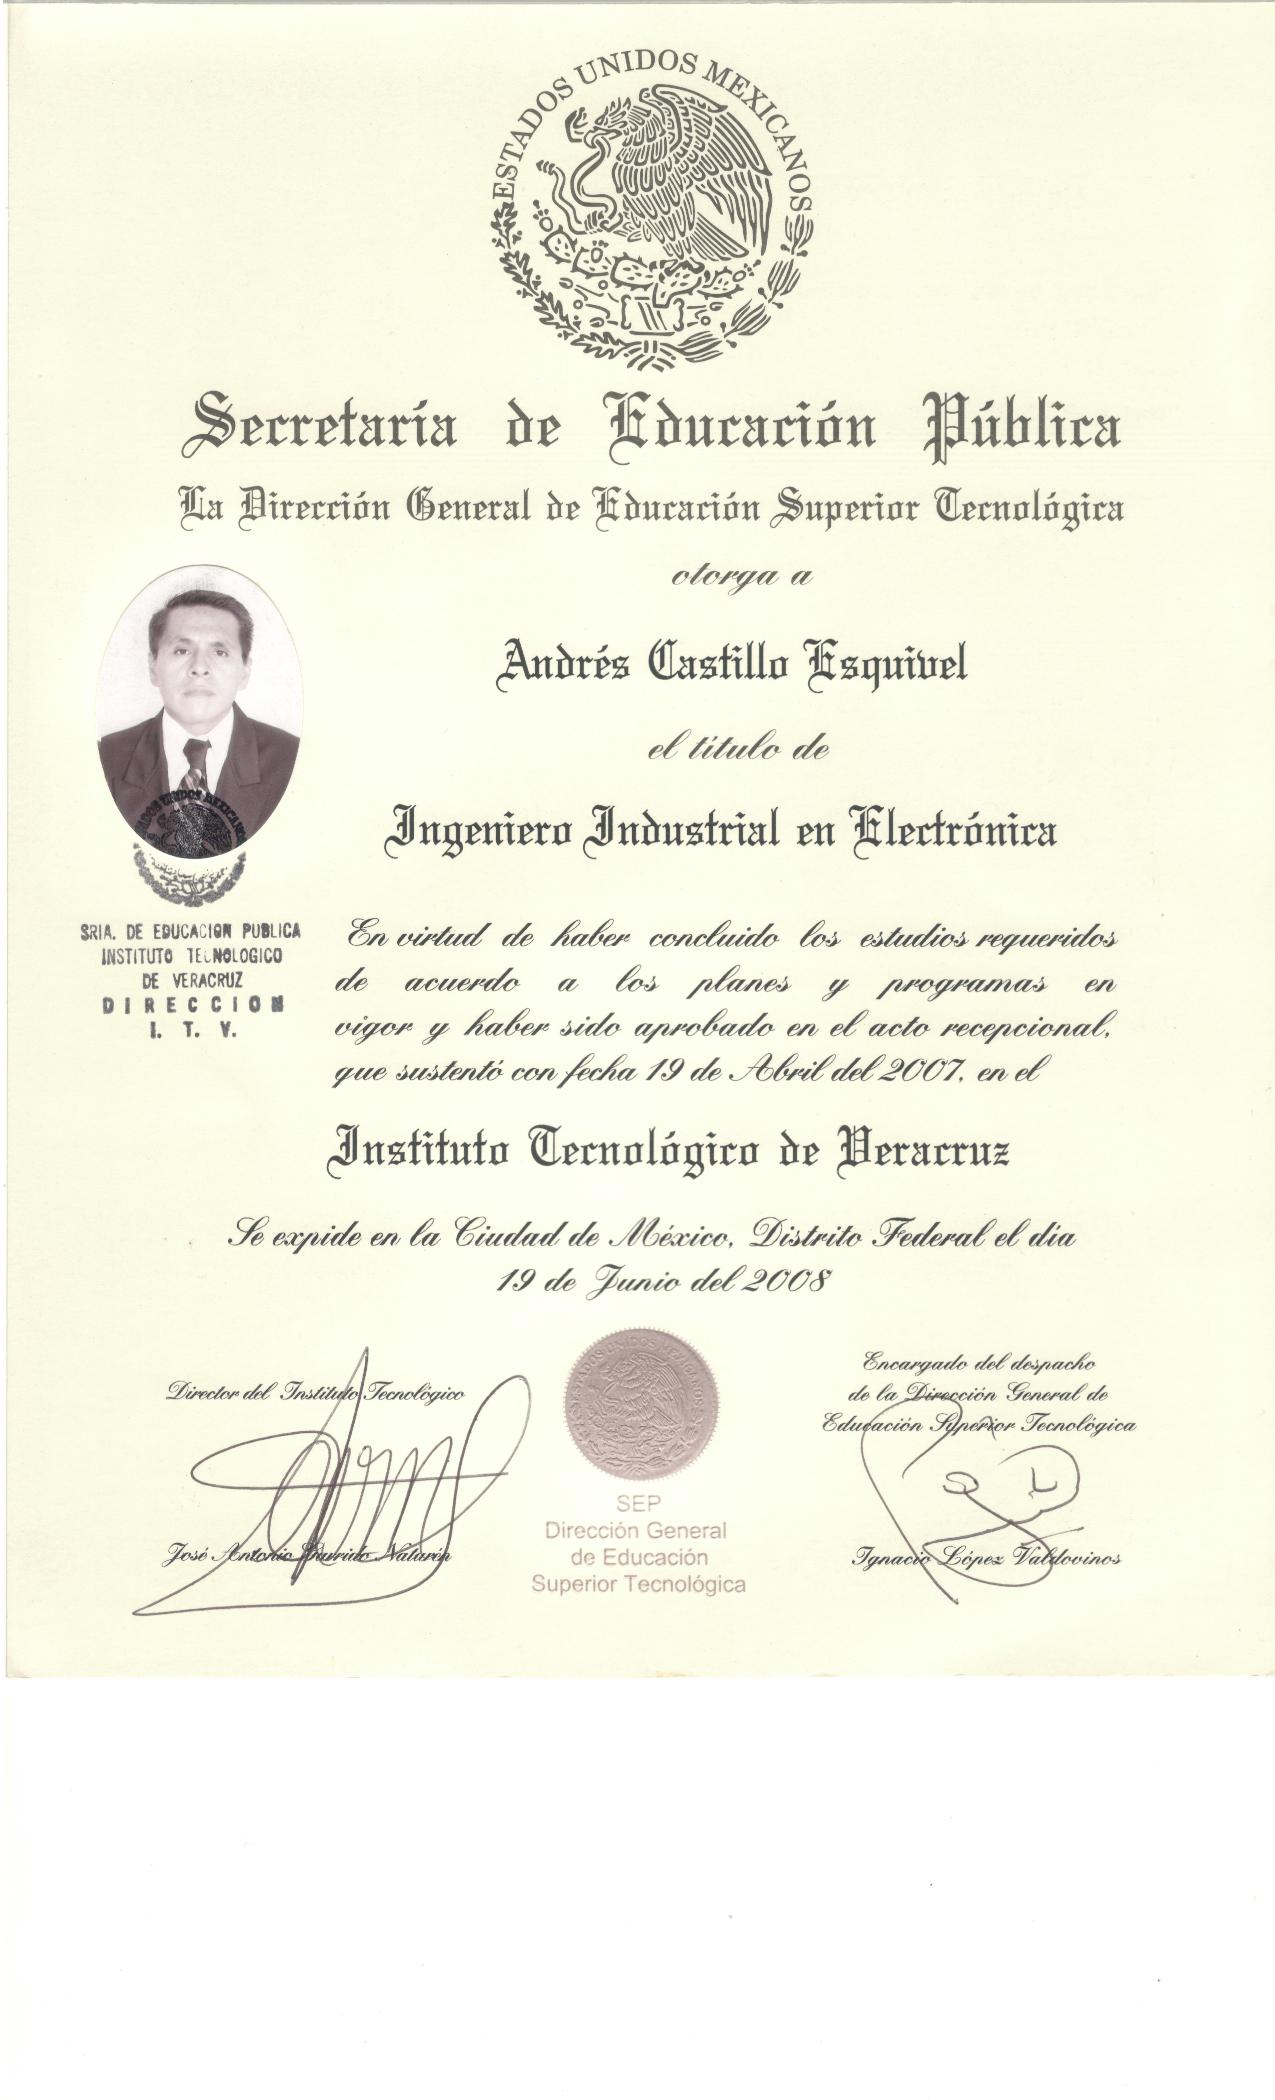 ESTADOS UNIDOS MEXICANOS
Secretaría de Educación Pública
La Dirección General de Educación Superior Tecnológica
otorga a
Andrés Castillo Esquivel
el título de
Ingeniero Industrial en Electrónica
SRIA. DE EDUCACION PUBLICA
INSTITUTO TECNOLOGICO
DE VERACRUZ
DIRECCION
I. T. V.
En virtud de haber concluido los estudios requeridos
de acuerdo a los planes y programas en
vigor y haber sido aprobado en el acto recepcional,
que sustentó con fecha 19 de Abril del 2007, en el
Instituto Tecnológico de Veracruz
Se expide en la Ciudad de México, Distrito Federal el día
19 de Junio del 2008
Director del Instituto Tecnológico
José Antonio Garrido Natarén
ESTADOS UNIDOS MEXICANOS
SEP
Dirección General
de Educación
Superior Tecnológica
Encargado del despacho
de la Dirección General de
Educación Superior Tecnológica
Ignacio López Valdovinos